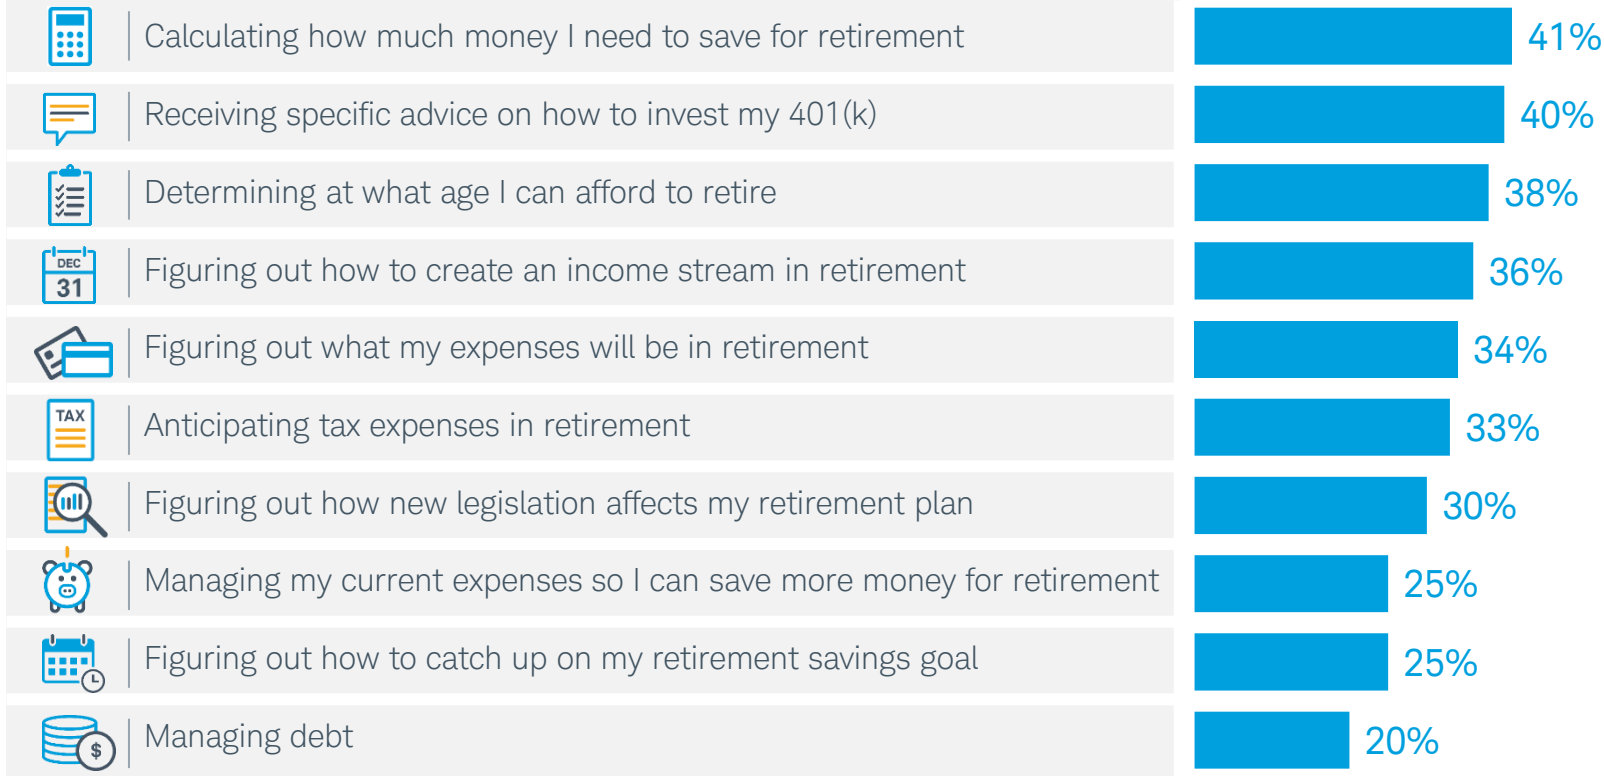 Calculating how much money I need to save for retirement
41%
Receiving specific advice on how to invest my 401(k)
40%
Determining at what age I can afford to retire
38%
DEC
31
Figuring out how to create an income stream in retirement
36%
Figuring out what my expenses will be in retirement
34%
TAX
Anticipating tax expenses in retirement
33%
Figuring out how new legislation affects my retirement plan
30%
Managing my current expenses so I can save more money for retirement
25%
Figuring out how to catch up on my retirement savings goal
25%
$
Managing debt
20%